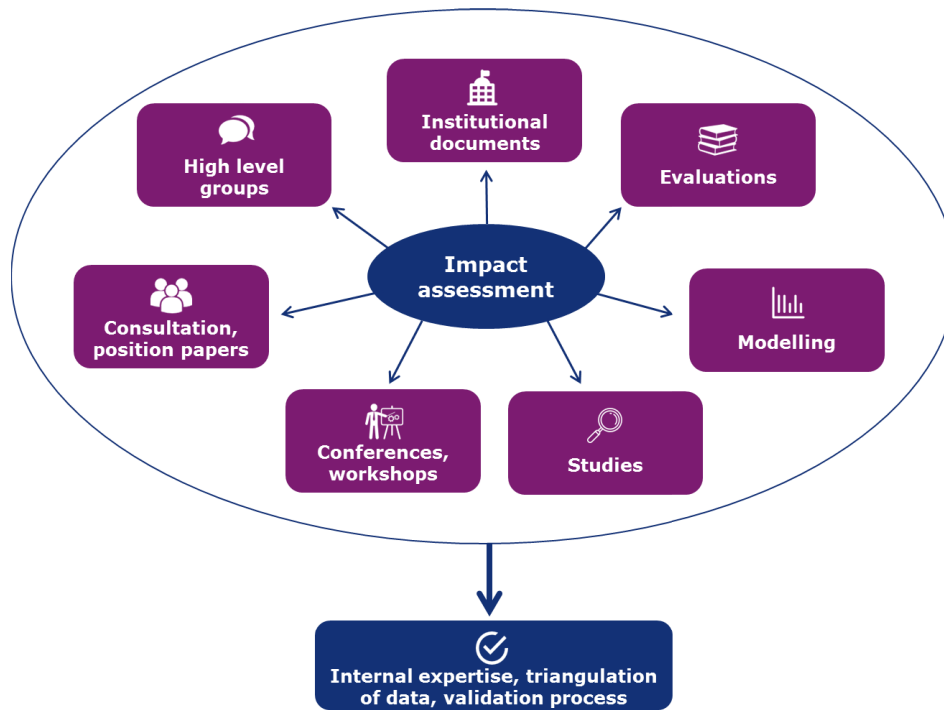 Institutional
documents
High level
groups
Evaluations
Impact
assessment
Consultation,
position papers
Modelling
Conferences,
workshops
Studies
Internal expertise, triangulation
of data, validation process